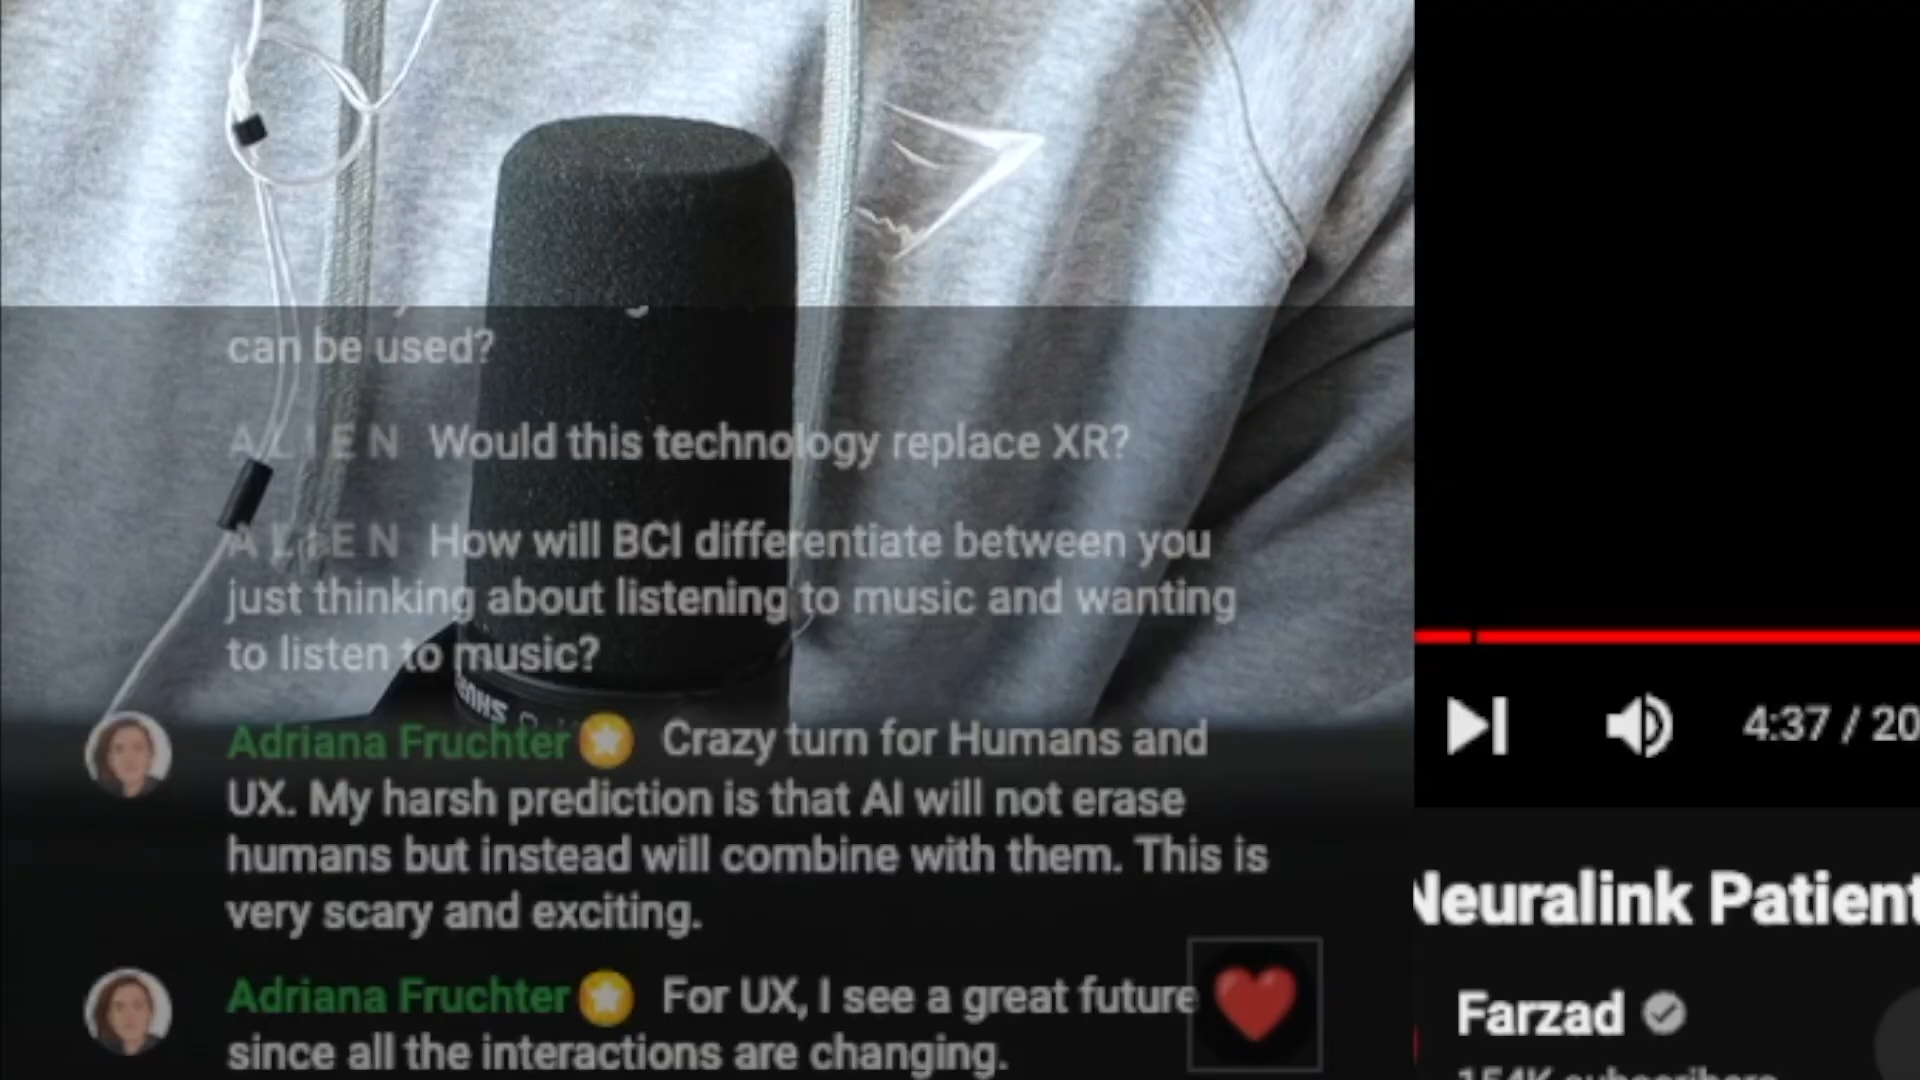 can be used?
A L I E N Would this technology replace XR?
A L I E N How will BCI differentiate between you
just thinking about listening to music and wanting
to listen to music?
Adriana Fruchter Crazy turn for Humans and
UX. My harsh prediction is that AI will not erase
humans but instead will combine with them. This is
very scary and exciting.
Adriana Fruchter For UX, I see a great future
since all the interactions are changing.
SHURE
4:37 / 20
Neuralink Patient
Farzad
154K subscribers